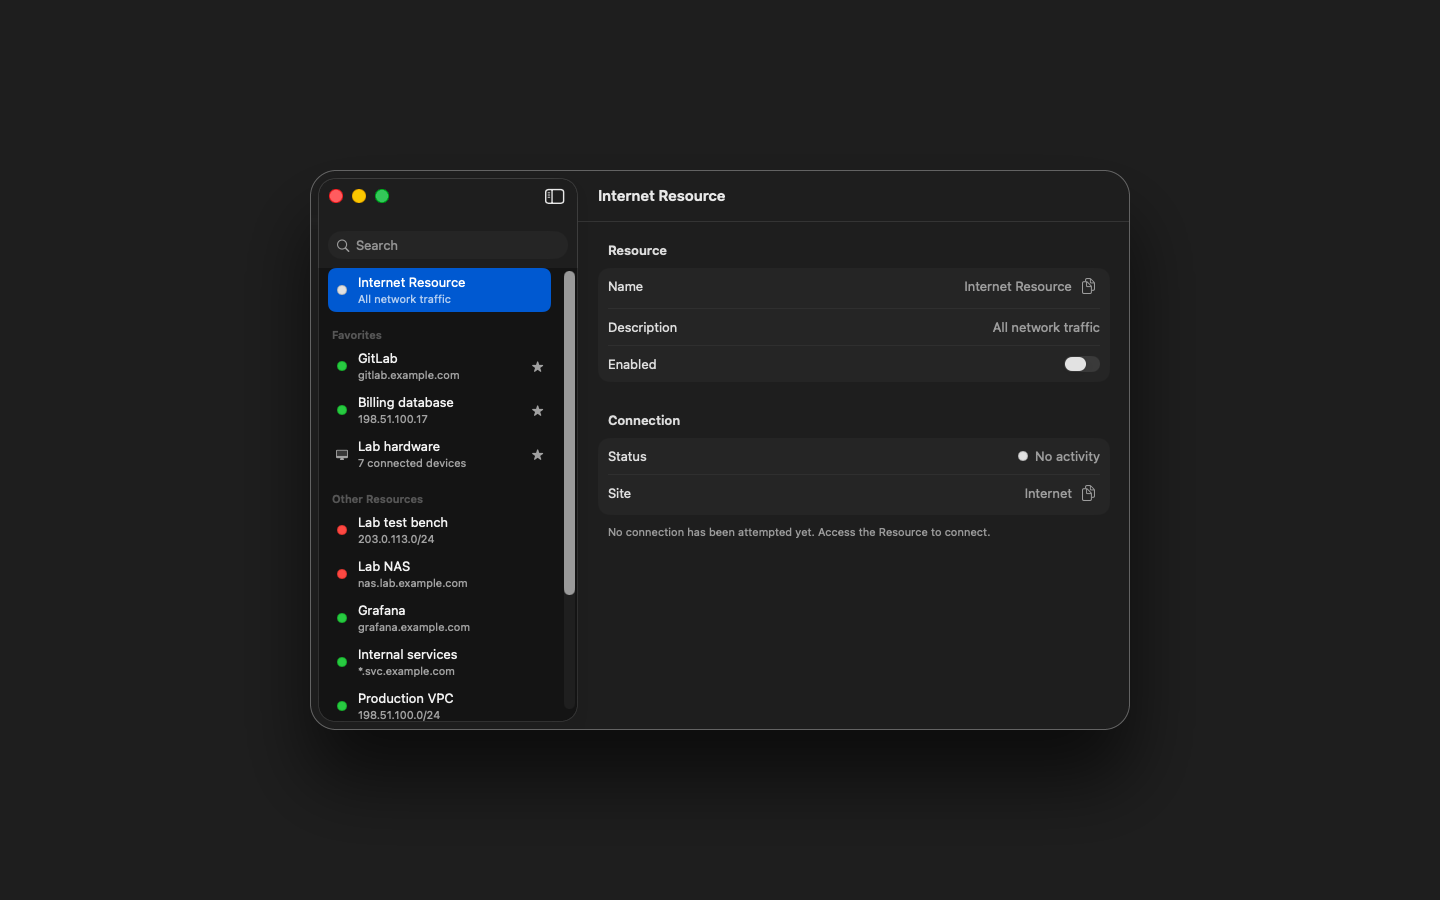 Internet Resource
Search
Internet Resource
All network traffic
Favorites
GitLab
gitlab.example.com
Billing database
198.51.100.17
Lab hardware
7 connected devices
Other Resources
Lab test bench
203.0.113.0/24
Lab NAS
nas.lab.example.com
Grafana
grafana.example.com
Internal services
*.svc.example.com
Production VPC
198.51.100.0/24
Resource
Name Internet Resource
Description All network traffic
Enabled
Connection
Status No activity
Site Internet
No connection has been attempted yet. Access the Resource to connect.